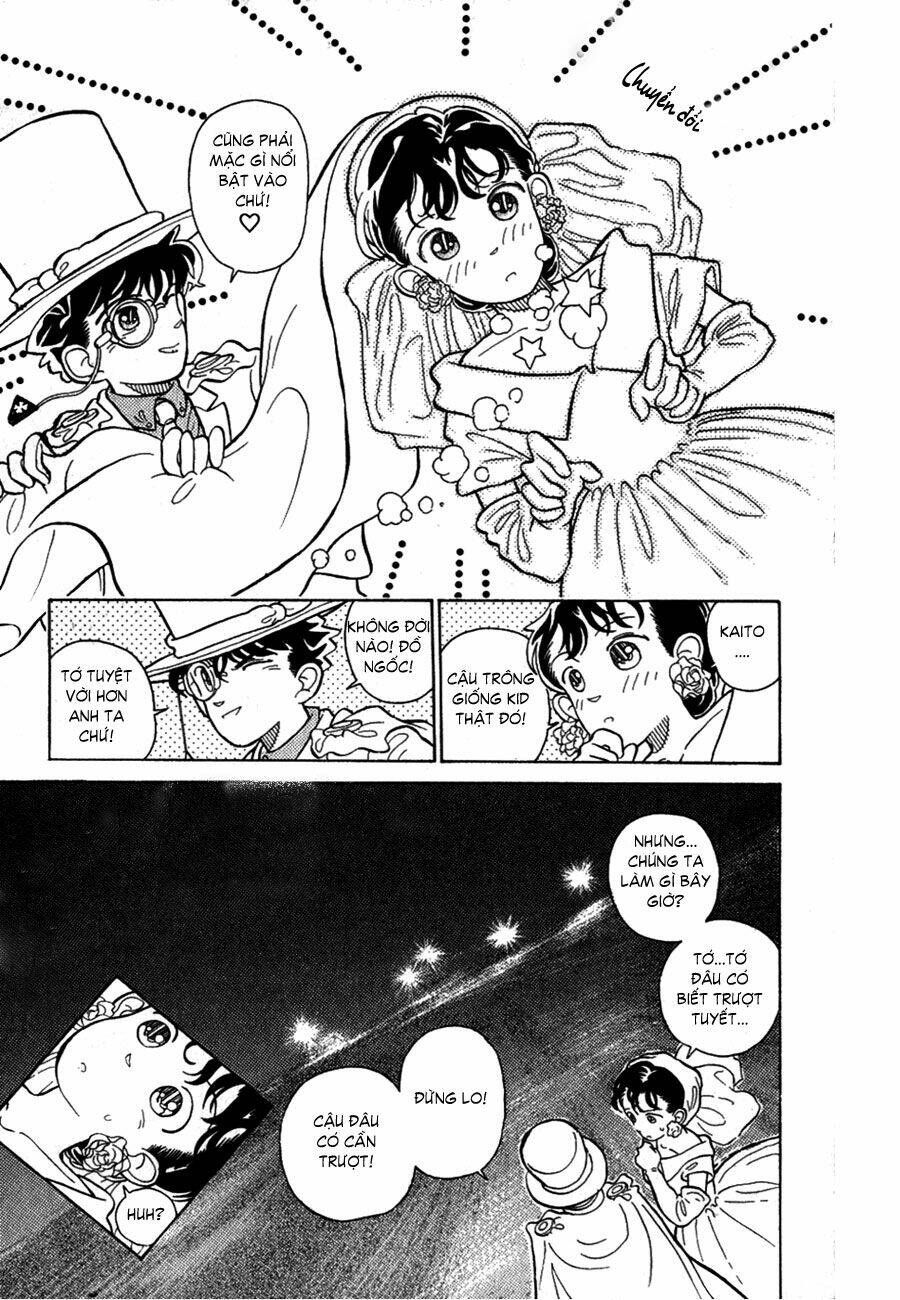 Chuyển đổi
CŨNG PHẢI
MẶC GÌ NỔI
BẬT VÀO
CHỨ!
♡
KAITO
....
CẬU TRÔNG
GIỐNG KID
THẬT ĐÓ!
KHÔNG ĐỜI
NÀO! ĐỒ
NGỐC!
TỚ TUYỆT
VỜI HƠN
ANH TA
CHỨ!
NHƯNG...
CHÚNG TA
LÀM GÌ BÂY
GIỜ?
TỚ...TỚ
ĐÂU CÓ
BIẾT TRƯỢT
TUYẾT...
ĐỪNG LO!
CẬU ĐÂU
CÓ CẦN
TRƯỢT!
HUH?